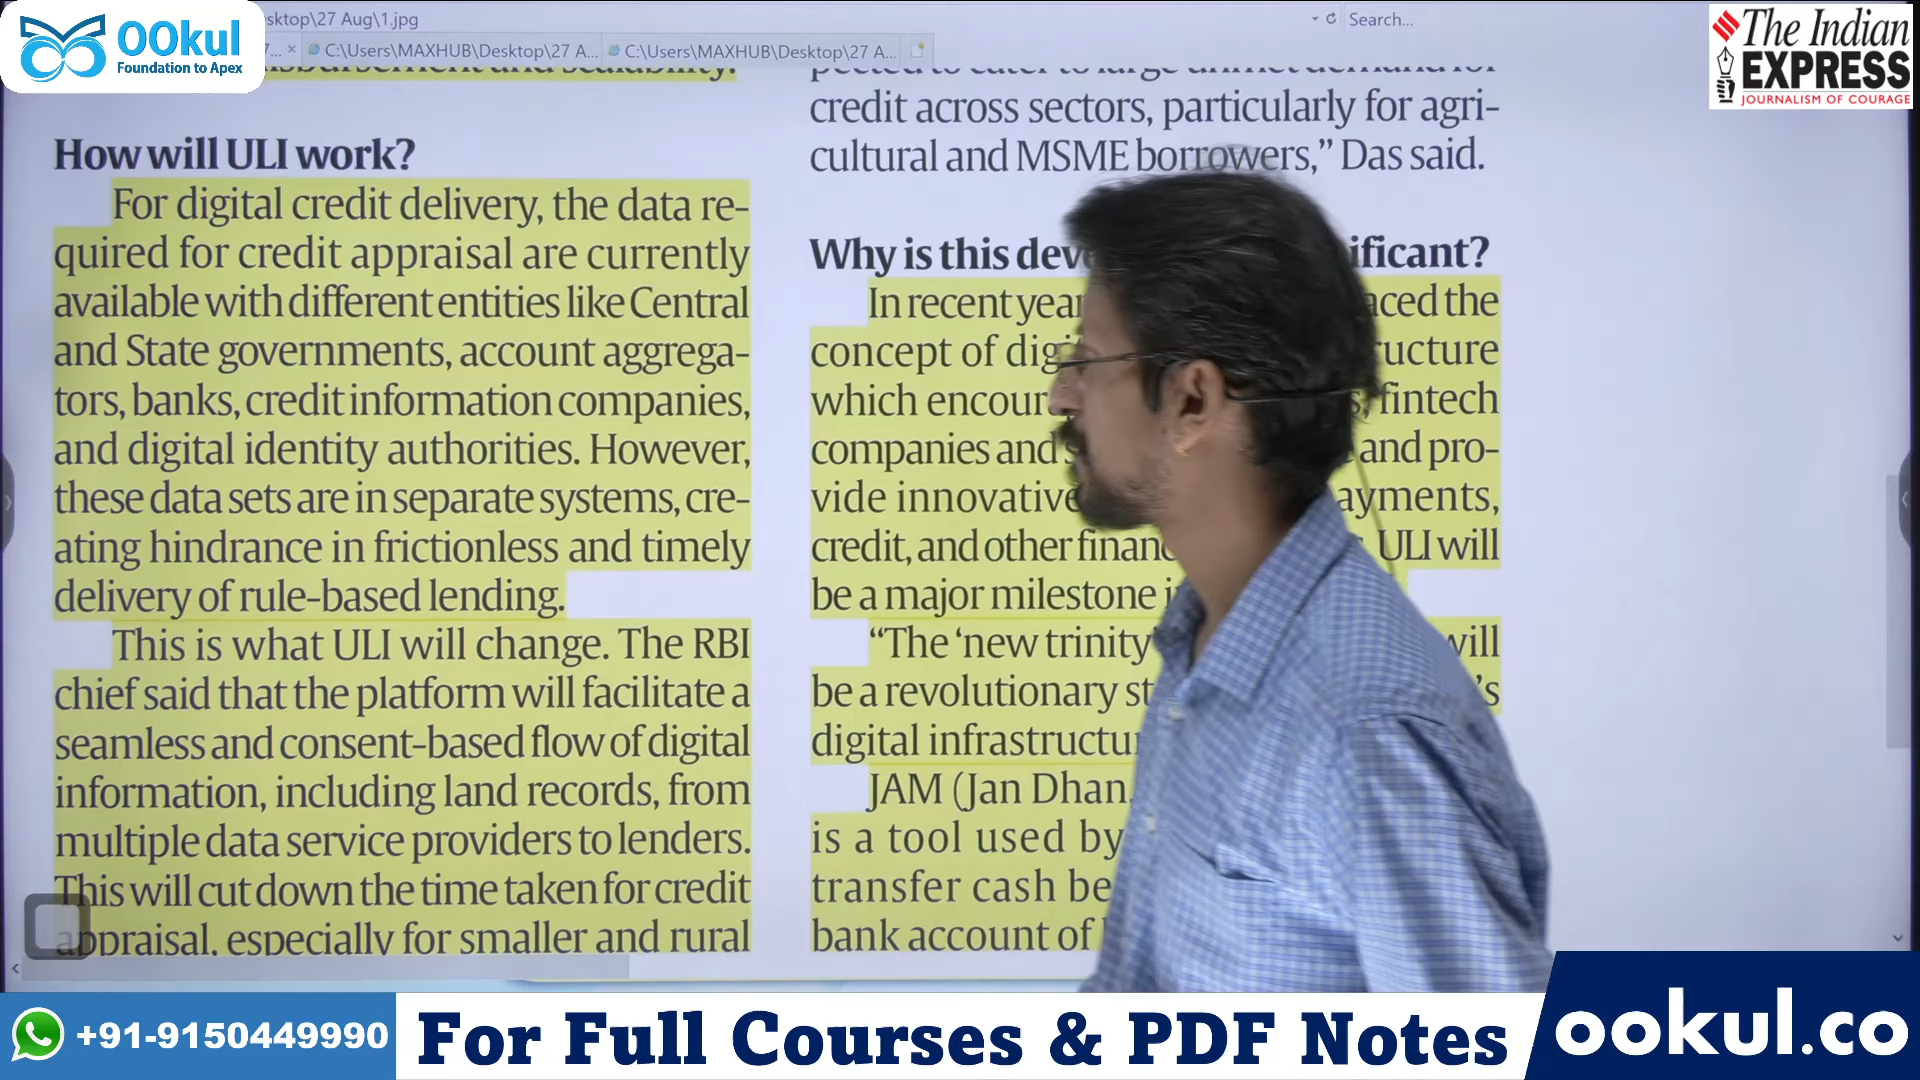 OOkul
Foundation to Apex
sktop\27 Aug\1.jpg
Search...
The Indian
EXPRESS
JOURNALISM OF COURAGE
7...
C:\Users\MAXHUB\Desktop\27 A...
C:\Users\MAXHUB\Desktop\27 A...
How will ULI work?
For digital credit delivery, the data re-
quired for credit appraisal are currently
available with different entities like Central
and State governments, account aggrega-
tors, banks, credit information companies,
and digital identity authorities. However,
these data sets are in separate systems, cre-
ating hindrance in frictionless and timely
delivery of rule-based lending.
This is what ULI will change. The RBI
chief said that the platform will facilitate a
seamless and consent-based flow of digital
information, including land records, from
multiple data service providers to lenders.
This will cut down the time taken for credit
appraisal, especially for smaller and rural
credit across sectors, particularly for agri-
cultural and MSME borrowers,” Das said.
Why is this dev ificant?
In recent year aced the
concept of digi ructure
which encour fintech
companies and and pro-
vide innovative ayments,
credit, and other financ ULI will
be a major milestone i
“The ‘new trinity’ will
be a revolutionary st ’s
digital infrastructur
JAM (Jan Dhan,
is a tool used by
transfer cash be
bank account of
+91-9150449990
For Full Courses & PDF Notes
ookul.co